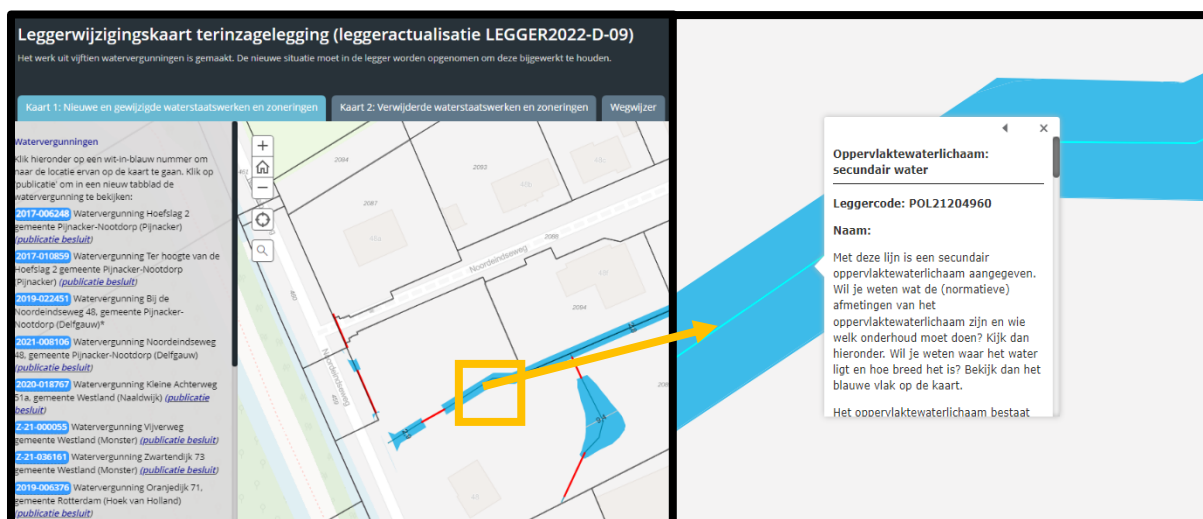 Leggerwijzigingskaart terinzagelegging (leggeractualisatie LEGGER2022-D-09)
Het werk uit vijftien watervergunningen is gemaakt. De nieuwe situatie moet in de legger worden opgenomen om deze bijgewerkt te houden.
Kaart 1: Nieuwe en gewijzigde waterstaatswerken en zoneringen
Kaart 2: Verwijderde waterstaatswerken en zoneringen
Wegwijzer
Watervergunningen
Klik hieronder op een wit-in-blauw nummer om
naar de locatie ervan op de kaart te gaan. Klik op
'publicatie' om in een nieuw tabblad de
watervergunning te bekijken:
2017-006248 Watervergunning Hoefslag 2
gemeente Pijnacker-Nootdorp (Pijnacker)
(publicatie besluit)
2017-010859 Watervergunning Ter hoogte van de
Hoefslag 2 gemeente Pijnacker-Nootdorp
(Pijnacker) (publicatie besluit)
2019-022451 Watervergunning Bij de
Noordeindseweg 48, gemeente Pijnacker-
Nootdorp (Delfgauw)*
2021-008106 Watervergunning Noordeindseweg
48, gemeente Pijnacker-Nootdorp (Delfgauw)
(publicatie besluit)
2020-018767 Watervergunning Kleine Achterweg
51a, gemeente Westland (Naaldwijk) (publicatie
besluit)
Z-21-000055 Watervergunning Vijverweg
gemeente Westland (Monster) (publicatie besluit)
Z-21-036161 Watervergunning Zwartendijk 73
gemeente Westland (Monster) (publicatie besluit)
2019-006376 Watervergunning Oranjedijk 71,
gemeente Rotterdam (Hoek van Holland)
(publicatie besluit)
2094
2093
2087
2088
Noordeindseweg
Noordeindseweg
2094
Noordeindseweg
Oppervlaktewaterlichaam:
secundair water
Leggercode: POL21204960
Naam:
Met deze lijn is een secundair
oppervlaktewaterlichaam aangegeven.
Wil je weten wat de (normatieve)
afmetingen van het
oppervlaktewaterlichaam zijn en wie
welk onderhoud moet doen? Kijk dan
hieronder. Wil je weten waar het water
ligt en hoe breed het is? Bekijk dan het
blauwe vlak op de kaart.
Het oppervlaktewaterlichaam bestaat